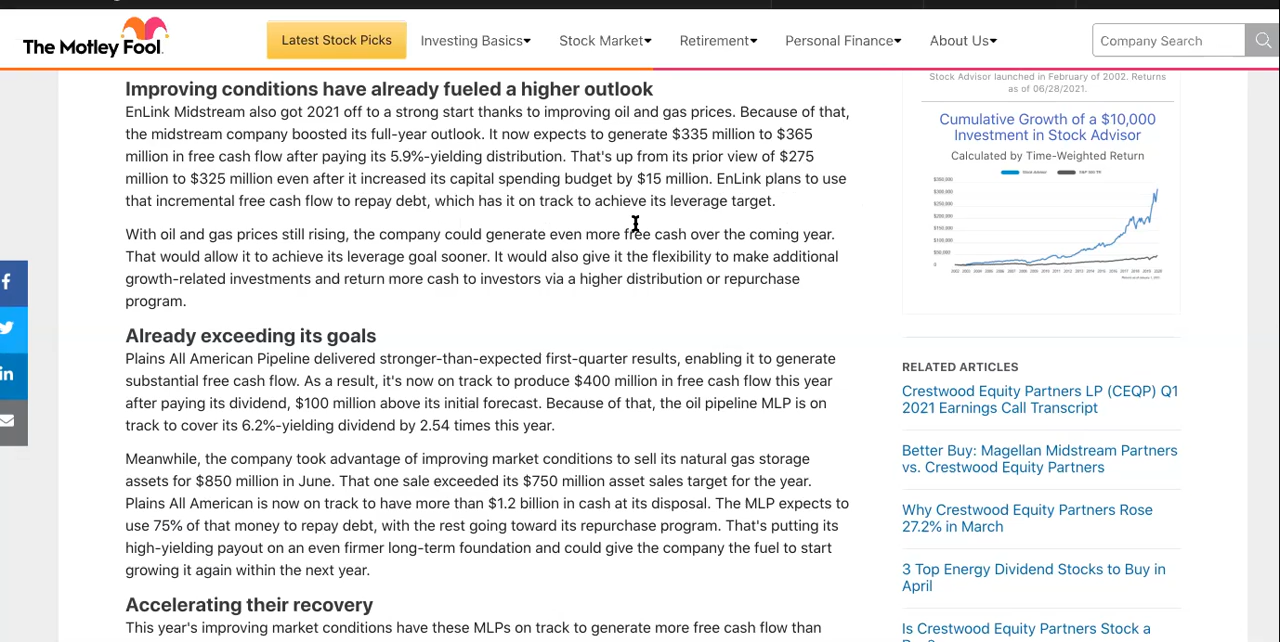 The Motley Fool.
Latest Stock Picks
Investing Basics
Stock Market
Retirement
Personal Finance
About Us
Company Search
Improving conditions have already fueled a higher outlook
EnLink Midstream also got 2021 off to a strong start thanks to improving oil and gas prices. Because of that,
the midstream company boosted its full-year outlook. It now expects to generate $335 million to $365
million in free cash flow after paying its 5.9%-yielding distribution. That's up from its prior view of $275
million to $325 million even after it increased its capital spending budget by $15 million. EnLink plans to use
that incremental free cash flow to repay debt, which has it on track to achieve its leverage target.
With oil and gas prices still rising, the company could generate even more free cash over the coming year.
That would allow it to achieve its leverage goal sooner. It would also give it the flexibility to make additional
growth-related investments and return more cash to investors via a higher distribution or repurchase
program.
Already exceeding its goals
Plains All American Pipeline delivered stronger-than-expected first-quarter results, enabling it to generate
substantial free cash flow. As a result, it's now on track to produce $400 million in free cash flow this year
after paying its dividend, $100 million above its initial forecast. Because of that, the oil pipeline MLP is on
track to cover its 6.2%-yielding dividend by 2.54 times this year.
Meanwhile, the company took advantage of improving market conditions to sell its natural gas storage
assets for $850 million in June. That one sale exceeded its $750 million asset sales target for the year.
Plains All American is now on track to have more than $1.2 billion in cash at its disposal. The MLP expects to
use 75% of that money to repay debt, with the rest going toward its repurchase program. That's putting its
high-yielding payout on an even firmer long-term foundation and could give the company the fuel to start
growing it again within the next year.
Accelerating their recovery
This year's improving market conditions have these MLPs on track to generate more free cash flow than
Stock Advisor launched in February of 2002. Returns
as of 06/28/2021.
Cumulative Growth of a $10,000
Investment in Stock Advisor
Calculated by Time-Weighted Return
$350,000
$300,000
$250,000
$200,000
$150,000
$100,000
$50,000
0
RELATED ARTICLES
Crestwood Equity Partners LP (CEQP) Q1
2021 Earnings Call Transcript
Better Buy: Magellan Midstream Partners
vs. Crestwood Equity Partners
Why Crestwood Equity Partners Rose
27.2% in March
3 Top Energy Dividend Stocks to Buy in
April
Is Crestwood Equity Partners Stock a